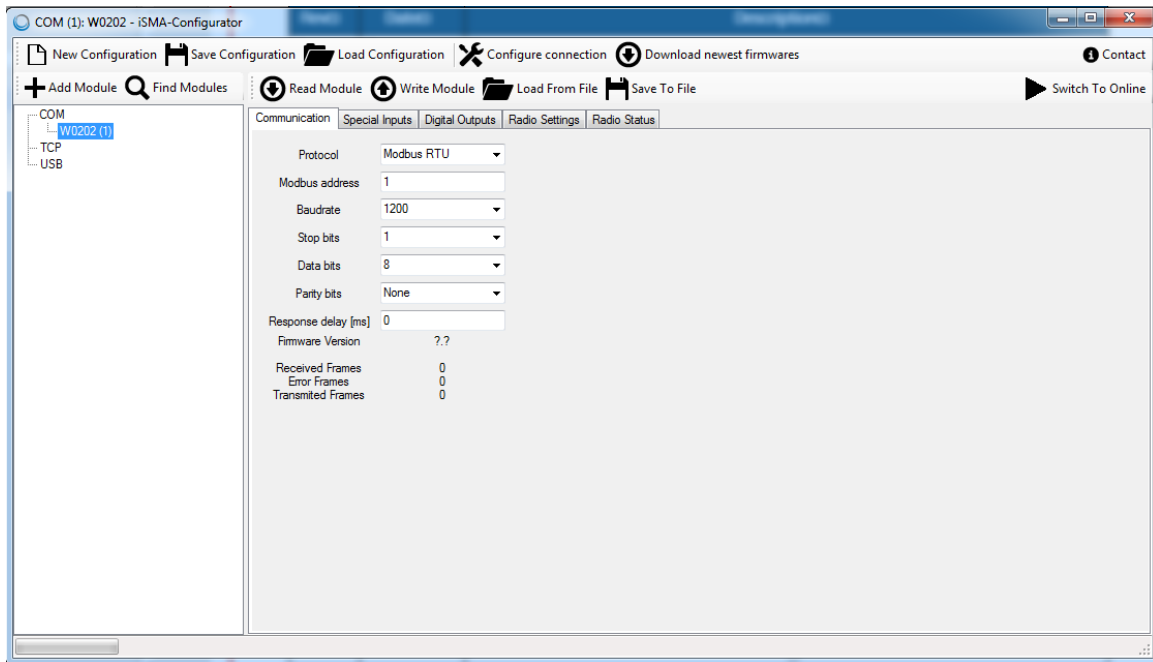 COM (1): W0202 - iSMA-Configurator
New Configuration Save Configuration Load Configuration Configure connection Download newest firmwares Contact
Add Module Find Modules Read Module Write Module Load From File Save To File Switch To Online
COM
W0202 (1)
TCP
USB
Communication Special Inputs Digital Outputs Radio Settings Radio Status
Protocol Modbus RTU
Modbus address 1
Baudrate 1200
Stop bits 1
Data bits 8
Parity bits None
Response delay [ms] 0
Firmware Version ?.?
Received Frames 0
Error Frames 0
Transmited Frames 0